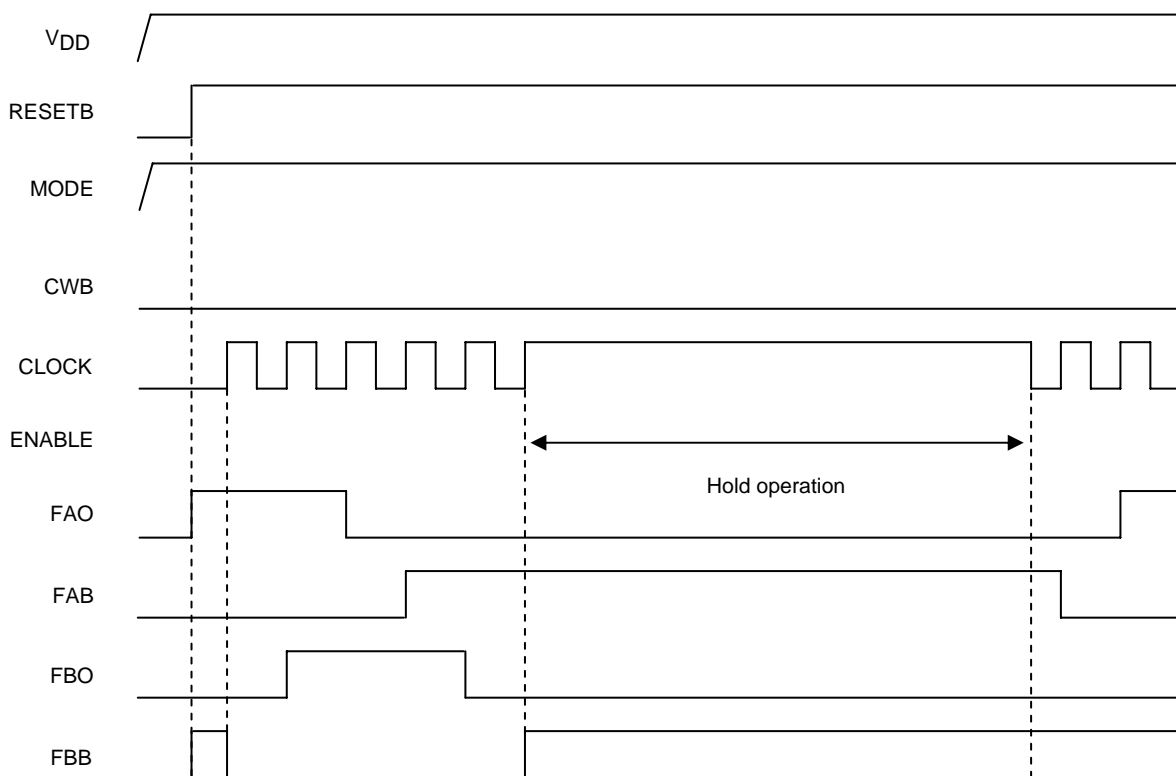 VDD
RESETB
MODE
CWB
CLOCK
ENABLE
Hold operation
FAO
FAB
FBO
FBB